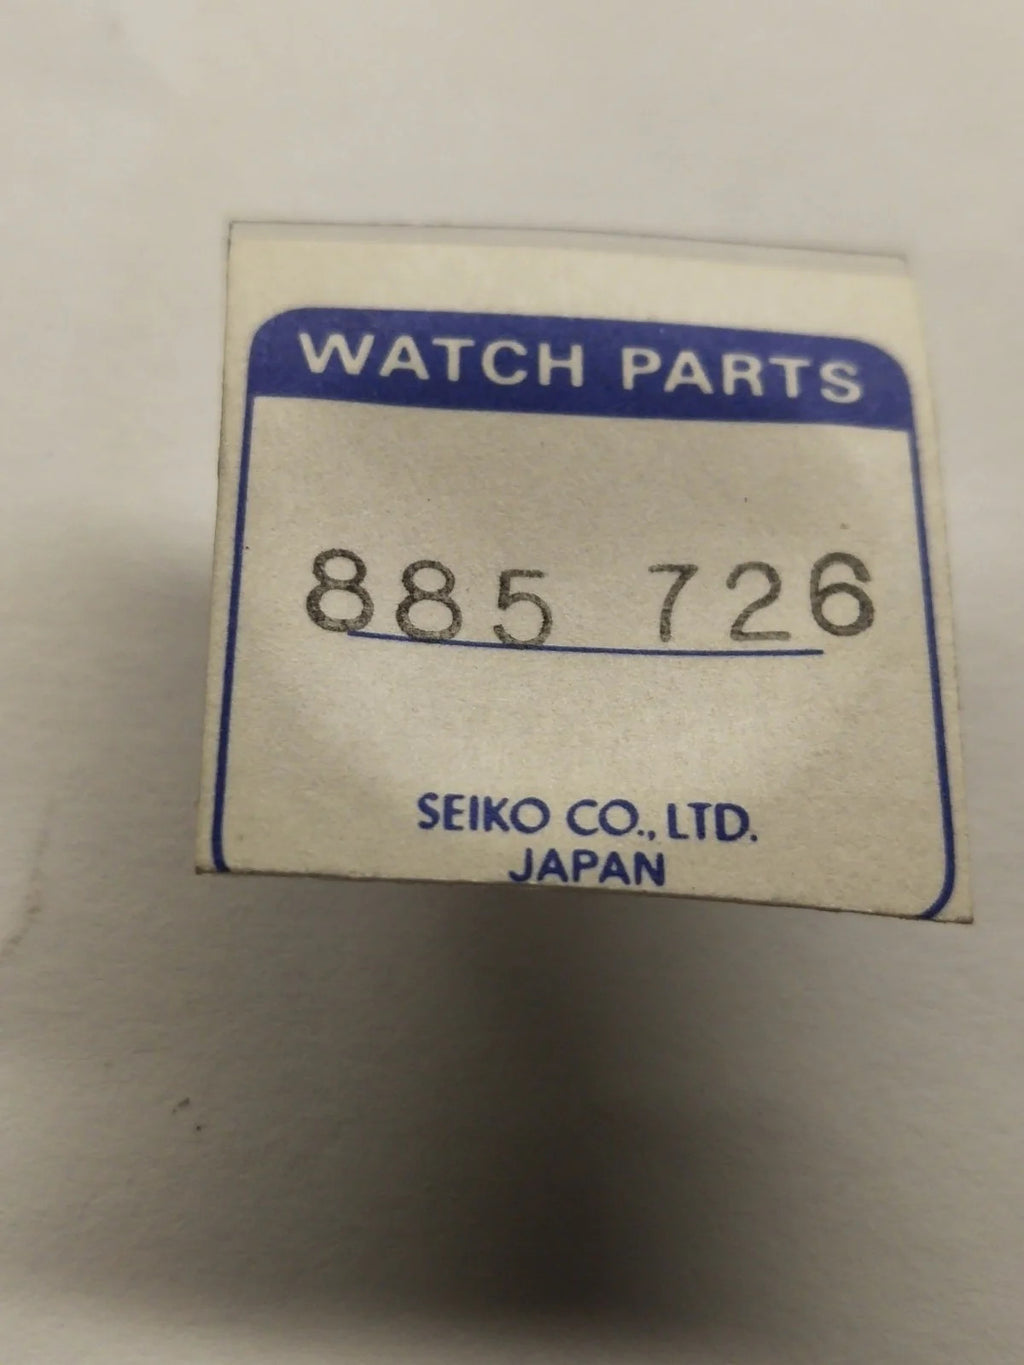 WATCH PARTS
885 726
SEIKO CO., LTD.
JAPAN